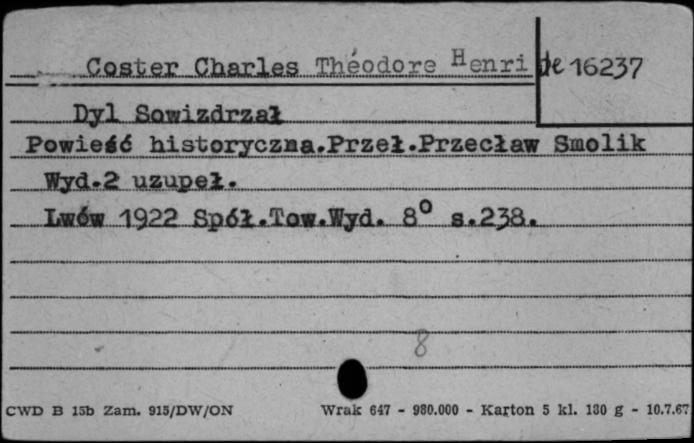 Coster Charles Théodore Henri de 16237
Dyl Sowizdrzał
Powieść historyczna.Przeł.Przecław Smolik
Wyd.2 uzupeł.
Lwów 1922 Spół.Tow.Wyd. 8° s.238.
8
CWD B 15b Zam. 915/DW/ON Wrak 647 - 980.000 - Karton 5 kl. 180 g - 10.7.67